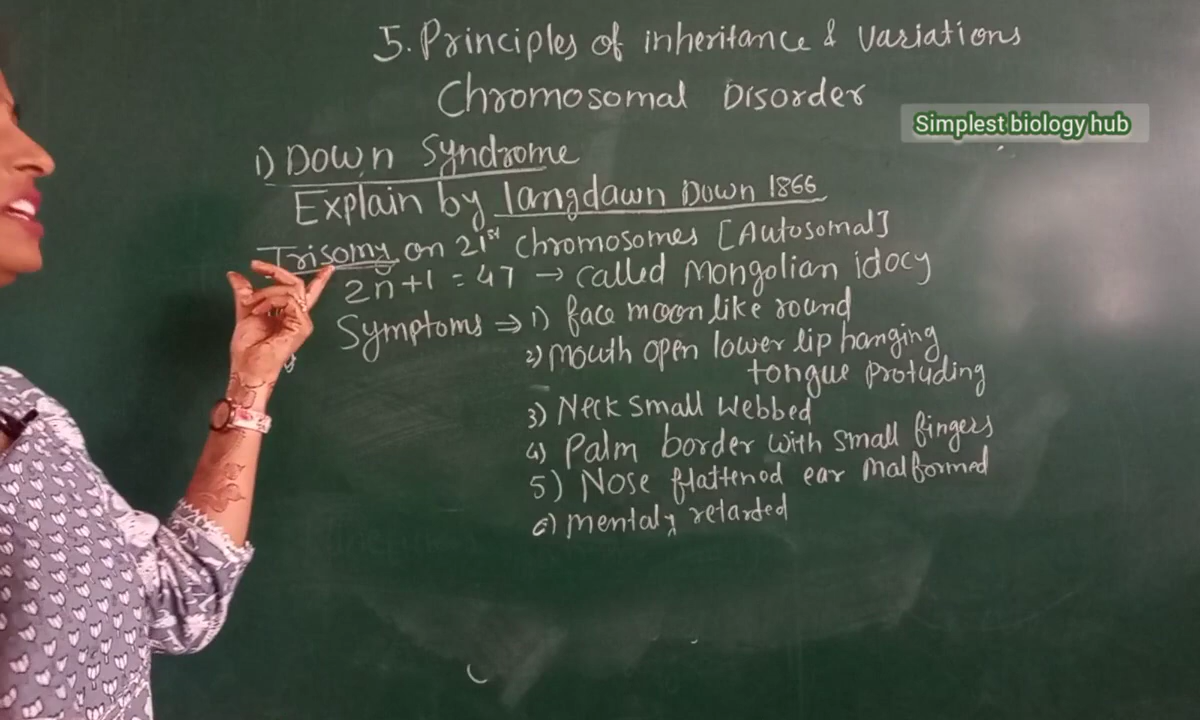 5. Principles of inheritance & variations
Chromosomal Disorder
Simplest biology hub
1) Down Syndrome
Explain by langdawn Down 1866
Trisomy on 21st chromosomes [Autosomal]
2n+1 = 47 → called Mongolian idocy
Symptoms ⇒ 1) face moon like round
2) Mouth open lower lip hanging
tongue protuding
3) Neck small webbed
4) Palm border with small fingers
5) Nose flattenod ear malformed
6) mentaly retarded